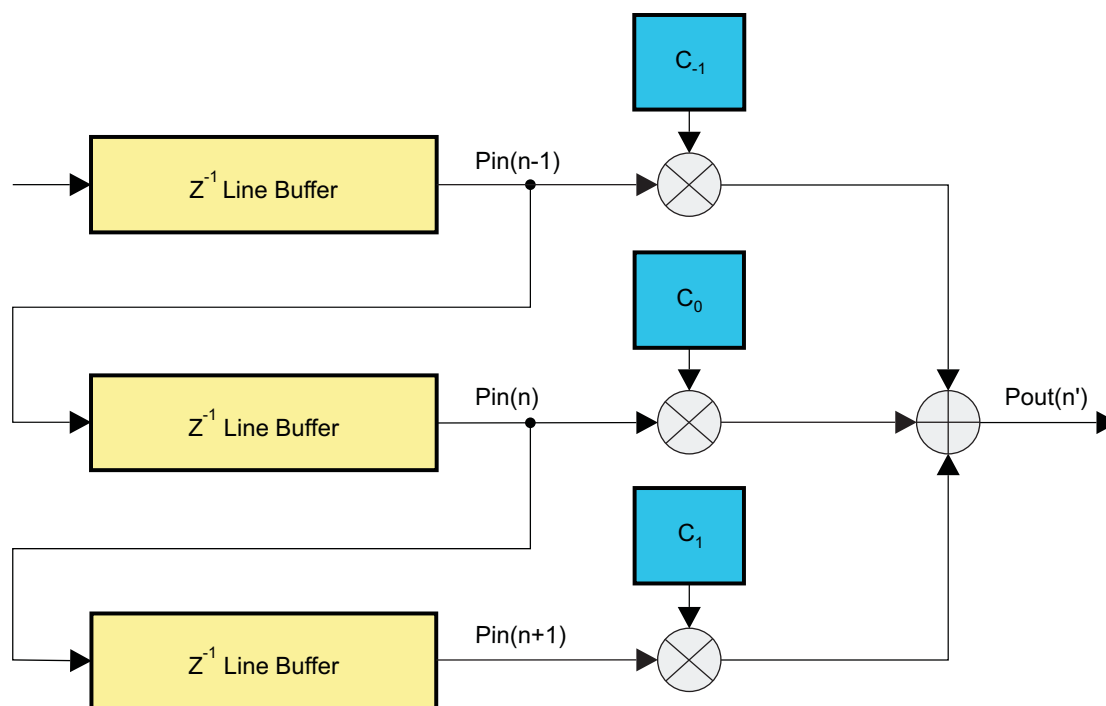 C-1
Pin(n-1)
Z-1 Line Buffer
C0
Pin(n)
Pout(n')
Z-1 Line Buffer
C1
Pin(n+1)
Z-1 Line Buffer